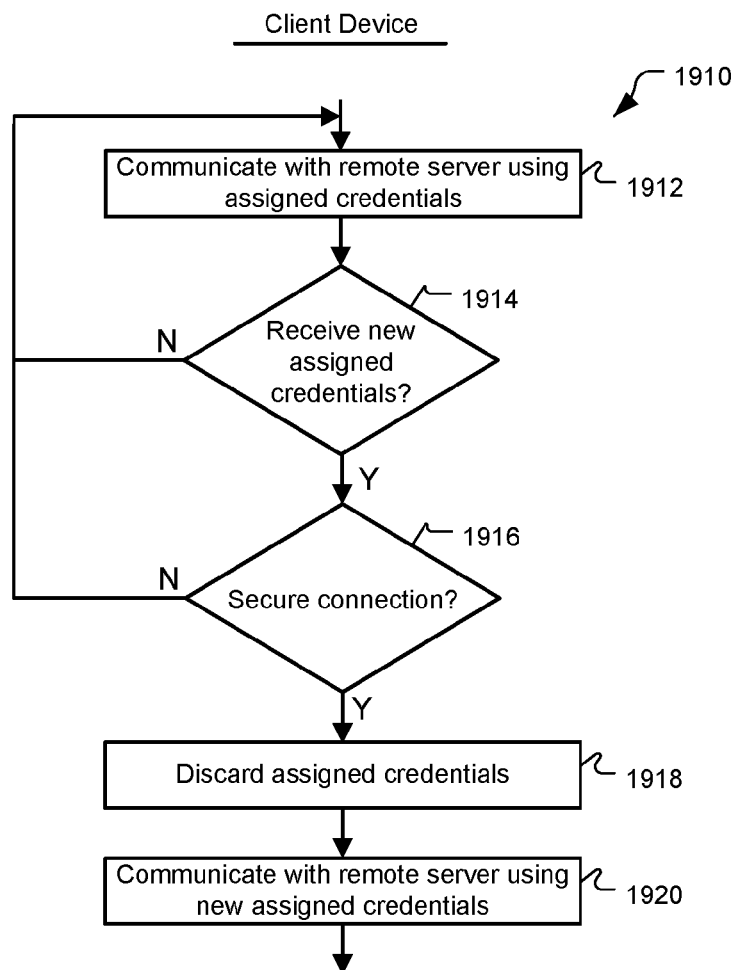 Client Device
1910
Communicate with remote server using
assigned credentials
1912
1914
Receive new
assigned
credentials?
N
Y
1916
Secure connection?
N
Y
Discard assigned credentials
1918
Communicate with remote server using
new assigned credentials
1920